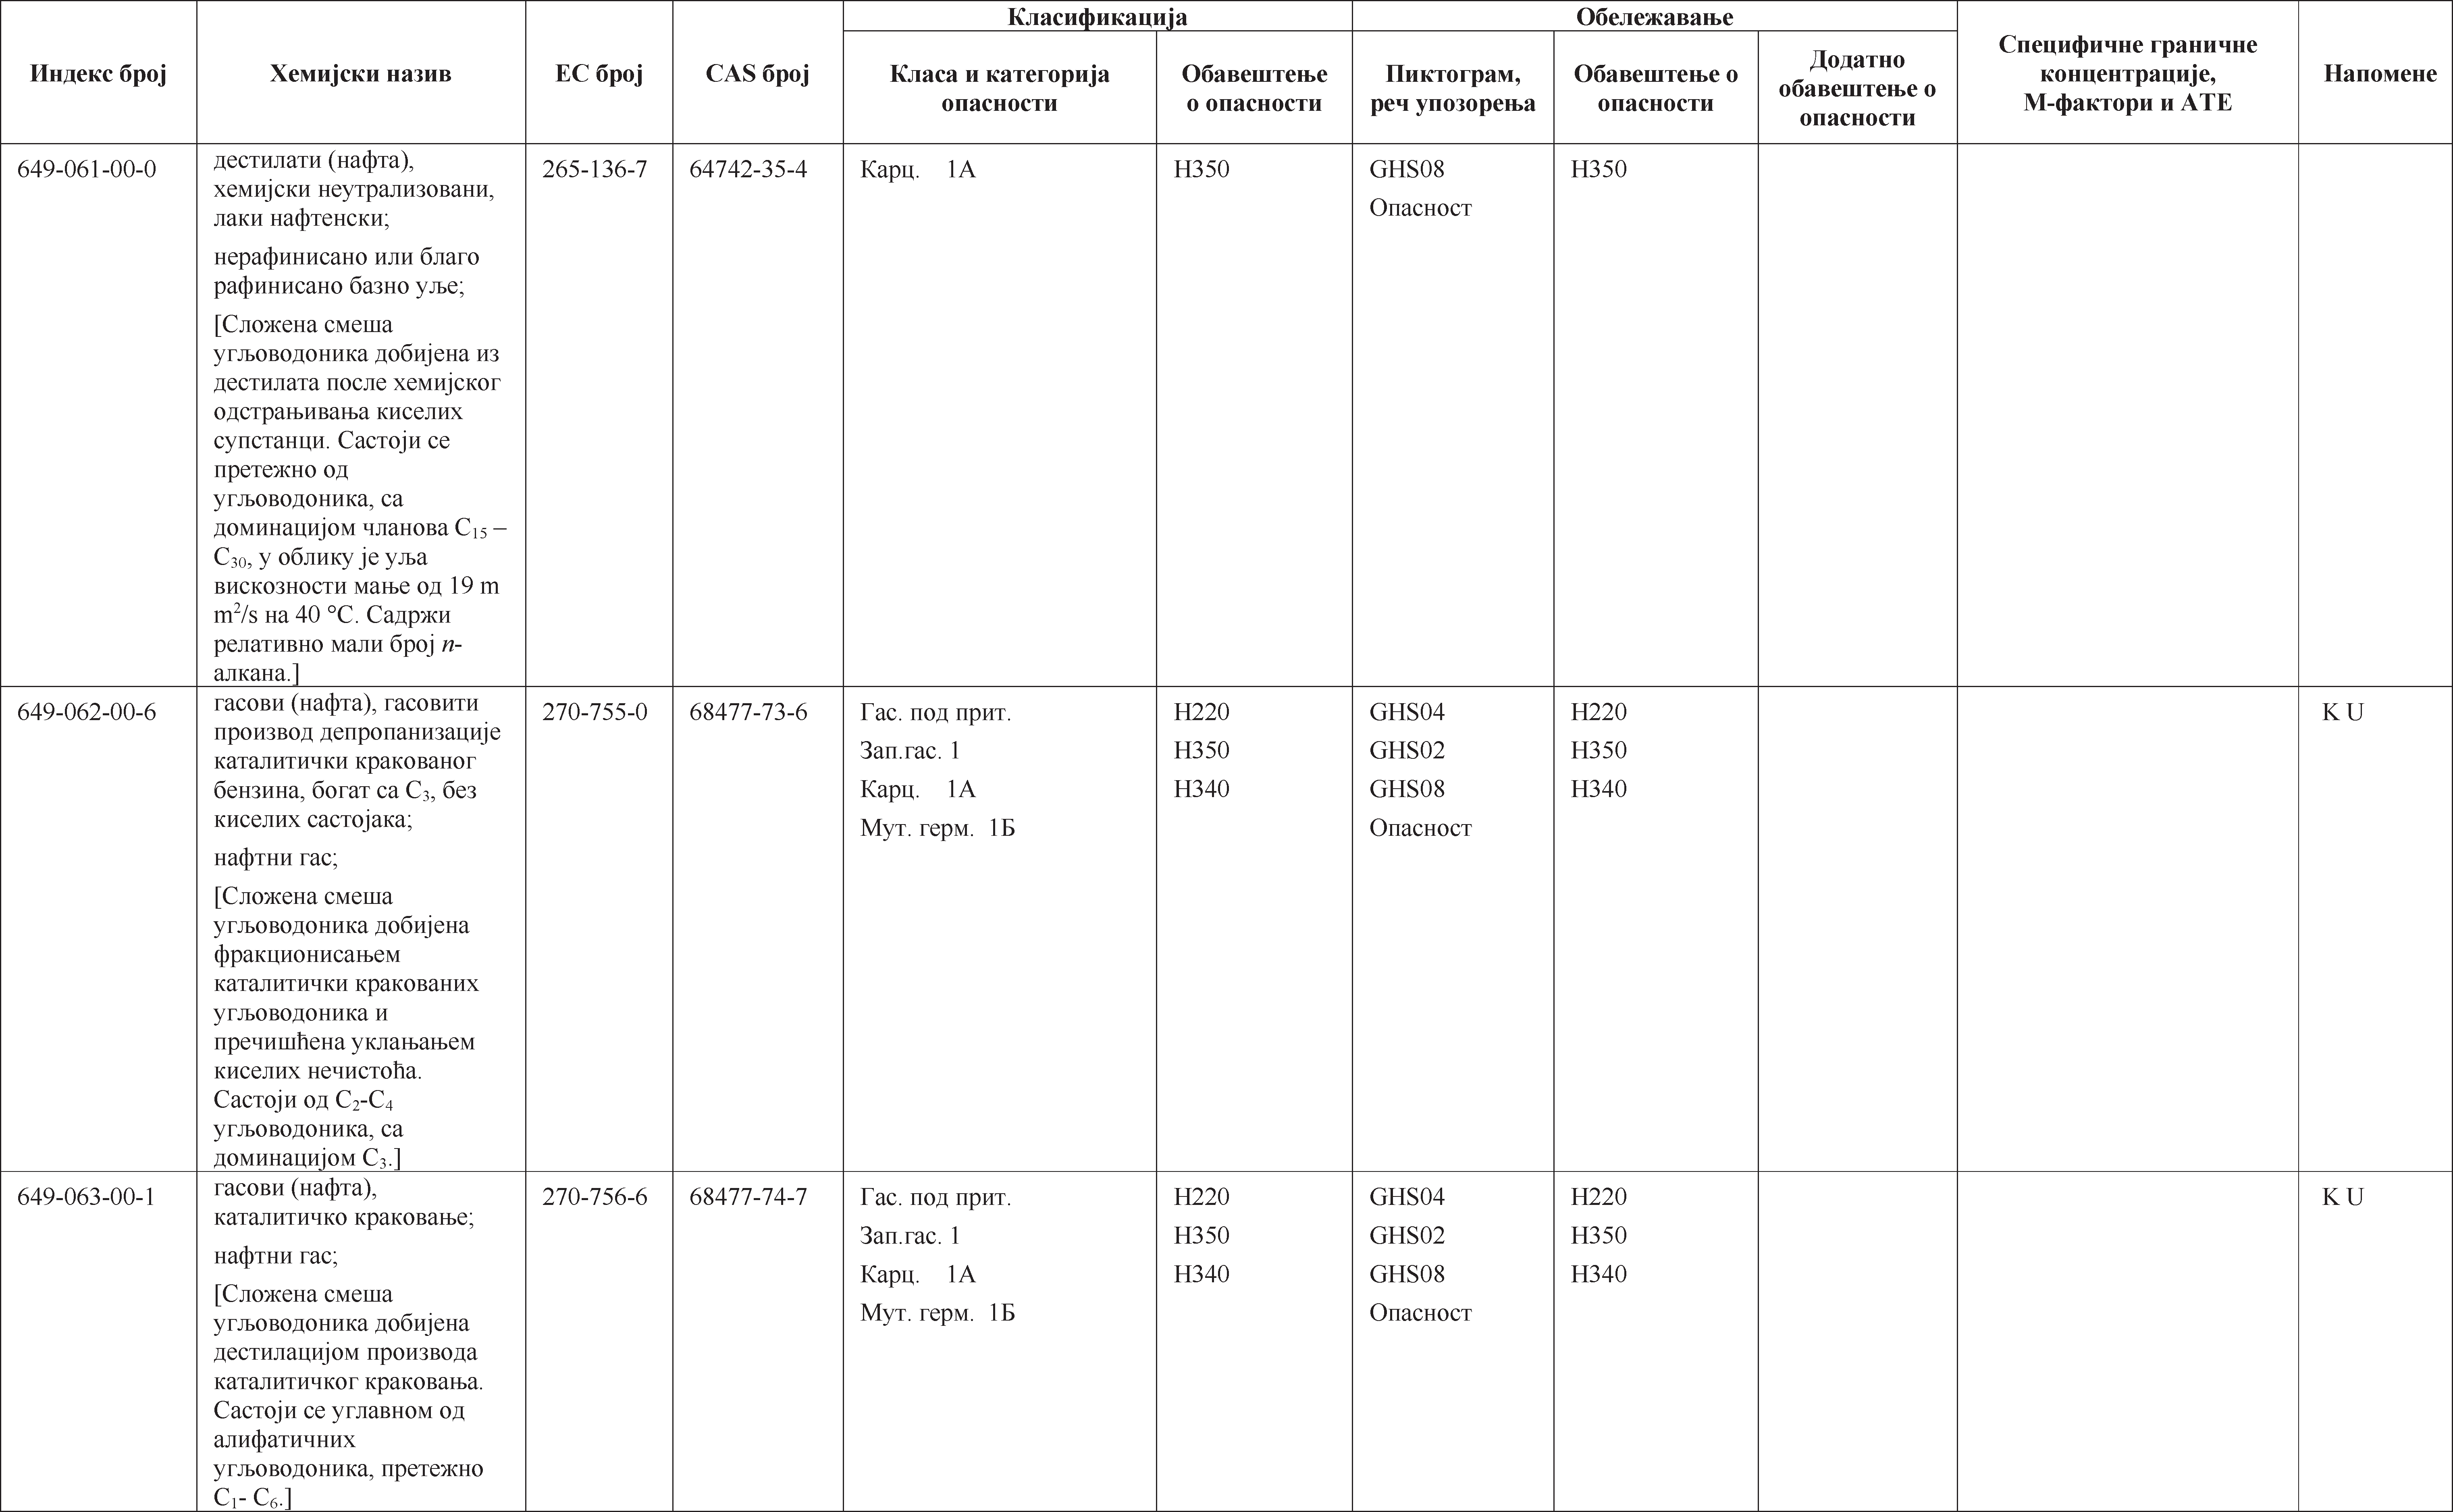 Индекс број
Хемијски назив
ЕС број
CAS број
Класификација
Обележавање
Специфичне граничне
концентрације,
М-фактори и АТЕ
Напомене
Класа и категорија
опасности
Обавештење
о опасности
Пиктограм,
реч упозорења
Обавештење о
опасности
Додатно
обавештење о
опасности
649-061-00-0
дестилати (нафта),
хемијски неутрализовани,
лаки нафтенски;
нерафинисано или благо
рафинисано базно уље;
[Сложена смеша
угљоводоника добијена из
дестилата после хемијског
одстрањивања киселих
супстанци. Састоји се
претежно од
угљоводоника, са
доминацијом чланова C₁₅ –
C₃₀, у облику је уља
вискозности мање од 19 m
m²/s на 40 °C. Садржи
релативно мали број n-
алкана.]
265-136-7
64742-35-4
Карц. 1А
H350
GHS08
Опасност
H350
649-062-00-6
гасови (нафта), гасовити
производ депропанизације
каталитички кракованог
бензина, богат са C₃, без
киселих састојака;
нафтни гас;
[Сложена смеша
угљоводоника добијена
фракционисањем
каталитички кракованих
угљоводоника и
пречишћена уклањањем
киселих нечистоћа.
Састоји од C₂-C₄
угљоводоника, са
доминацијом C₃.]
270-755-0
68477-73-6
Гас. под прит.
Зап.гас. 1
Карц. 1А
Мут. герм. 1Б
H220
H350
H340
GHS04
GHS02
GHS08
Опасност
H220
H350
H340
K U
649-063-00-1
гасови (нафта),
каталитичко краковање;
нафтни гас;
[Сложена смеша
угљоводоника добијена
дестилацијом производа
каталитичког краковања.
Састоји се углавном од
алифатичних
угљоводоника, претежно
C₁- C₆.]
270-756-6
68477-74-7
Гас. под прит.
Зап.гас. 1
Карц. 1А
Мут. герм. 1Б
H220
H350
H340
GHS04
GHS02
GHS08
Опасност
H220
H350
H340
K U